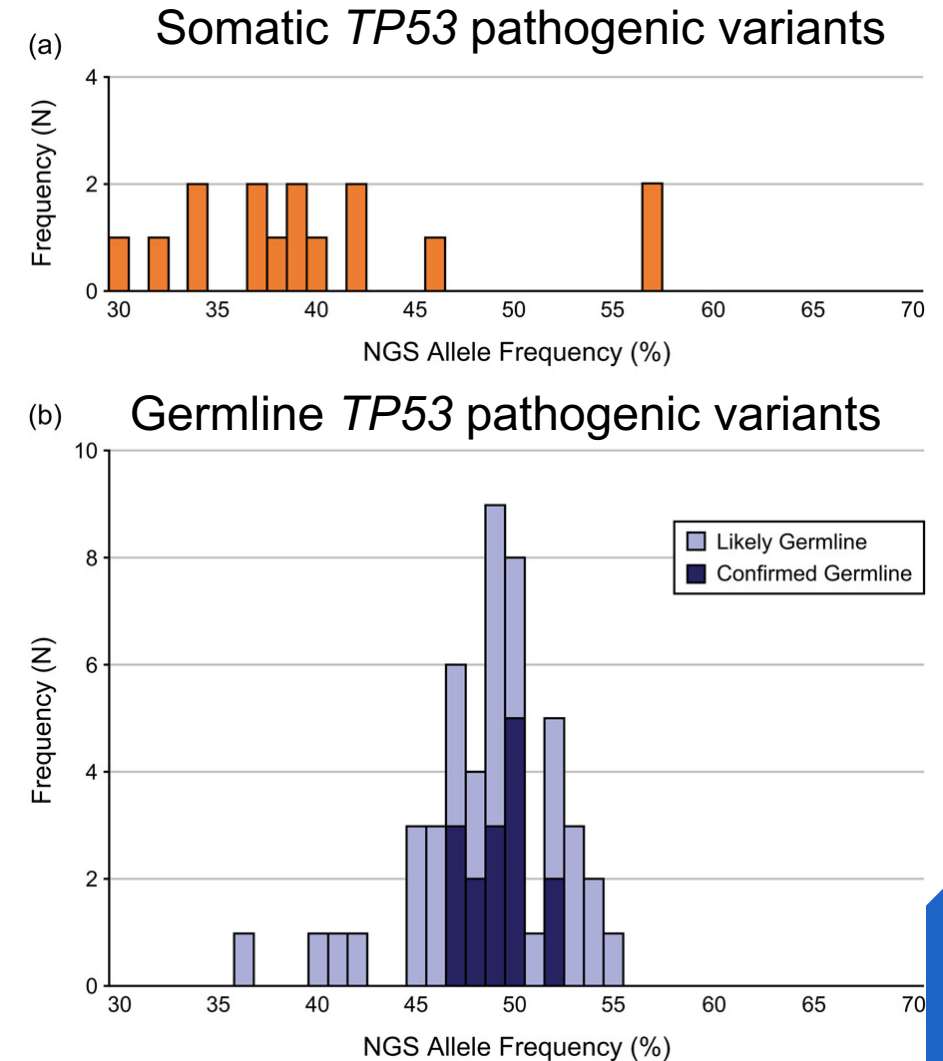 (a)
Somatic TP53 pathogenic variants
4
2
0
Frequency (N)
30 35 40 45 50 55 60 65 70
NGS Allele Frequency (%)
(b)
Germline TP53 pathogenic variants
10
8
6
4
2
0
Frequency (N)
Likely Germline
Confirmed Germline
30 35 40 45 50 55 60 65 70
NGS Allele Frequency (%)